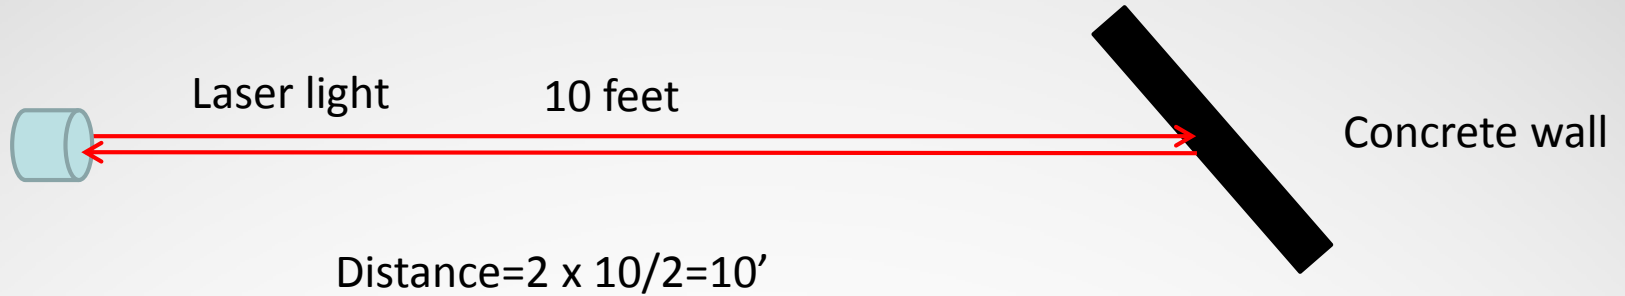 Laser light
10 feet
Concrete wall
Distance=2 x 10/2=10’